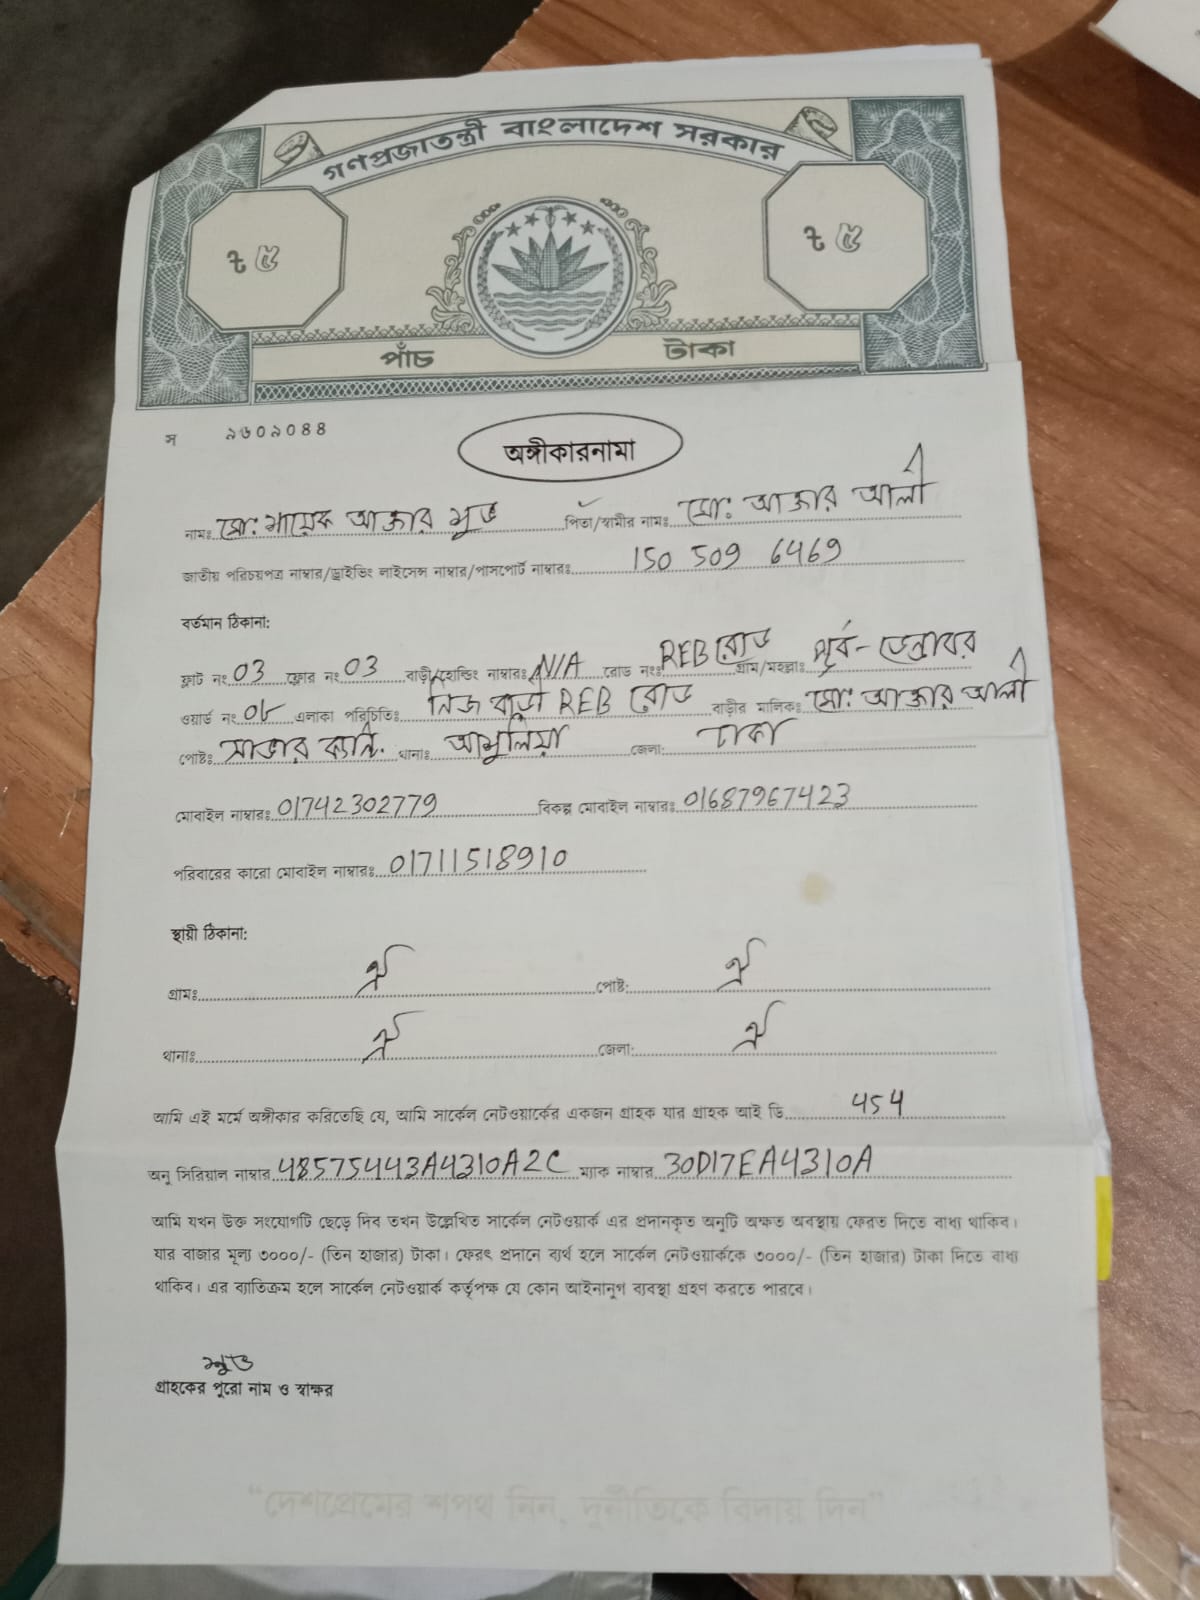 গণপ্রজাতন্ত্রী বাংলাদেশ সরকার
৳ ৫ ৳ ৫
পাঁচ টাকা
স ৯৬০৯০৪৪
অঙ্গীকারনামা
নামঃ মোঃ আক্তার পিতা/স্বামীর নামঃ মোঃ আক্তার আলী
জাতীয় পরিচয়পত্র নাম্বার/ড্রাইভিং লাইসেন্স নাম্বার/পাসপোর্ট নাম্বারঃ 150 509 6469
বর্তমান ঠিকানা:
ফ্লাট নং 03 ফ্লোর নং 03 বাড়ী/হোল্ডিং নাম্বারঃ N/A রোড নংঃ REB রোড গ্রাম/মহল্লাঃ পূর্ব-
ওয়ার্ড নং 08 এলাকা পরিচিতিঃ নিজ বাড়ী REB রোড বাড়ীর মালিকঃ মোঃ আক্তার আলী
পোষ্টঃ সাভার ক্যান্ট. থানাঃ আশুলিয়া জেলা: ঢাকা
মোবাইল নাম্বারঃ 01742302779 বিকল্প মোবাইল নাম্বারঃ 01687967423
পরিবারের কারো মোবাইল নাম্বারঃ 01711518910
স্থায়ী ঠিকানা:
গ্রামঃ ঐ পোষ্ট: ঐ
থানাঃ ঐ জেলা: ঐ
আমি এই মর্মে অঙ্গীকার করিতেছি যে, আমি সার্কেল নেটওয়ার্কের একজন গ্রাহক যার গ্রাহক আই ডি 454
অনু সিরিয়াল নাম্বার 48575443A4310A2C ম্যাক নাম্বার 30D17EA4310A
আমি যখন উক্ত সংযোগটি ছেড়ে দিব তখন উল্লেখিত সার্কেল নেটওয়ার্ক এর প্রদানকৃত অনুটি অক্ষত অবস্থায় ফেরত দিতে বাধ্য থাকিব।
যার বাজার মূল্য ৩০০০/- (তিন হাজার) টাকা। ফেরৎ প্রদানে ব্যর্থ হলে সার্কেল নেটওয়ার্ককে ৩০০০/- (তিন হাজার) টাকা দিতে বাধ্য
থাকিব। এর ব্যাতিক্রম হলে সার্কেল নেটওয়ার্ক কর্তৃপক্ষ যে কোন আইনানুগ ব্যবস্থা গ্রহণ করতে পারবে।
গ্রাহকের পুরো নাম ও স্বাক্ষর
“দেশপ্রেমের শপথ নিন, দুর্নীতিকে বিদায় দিন”